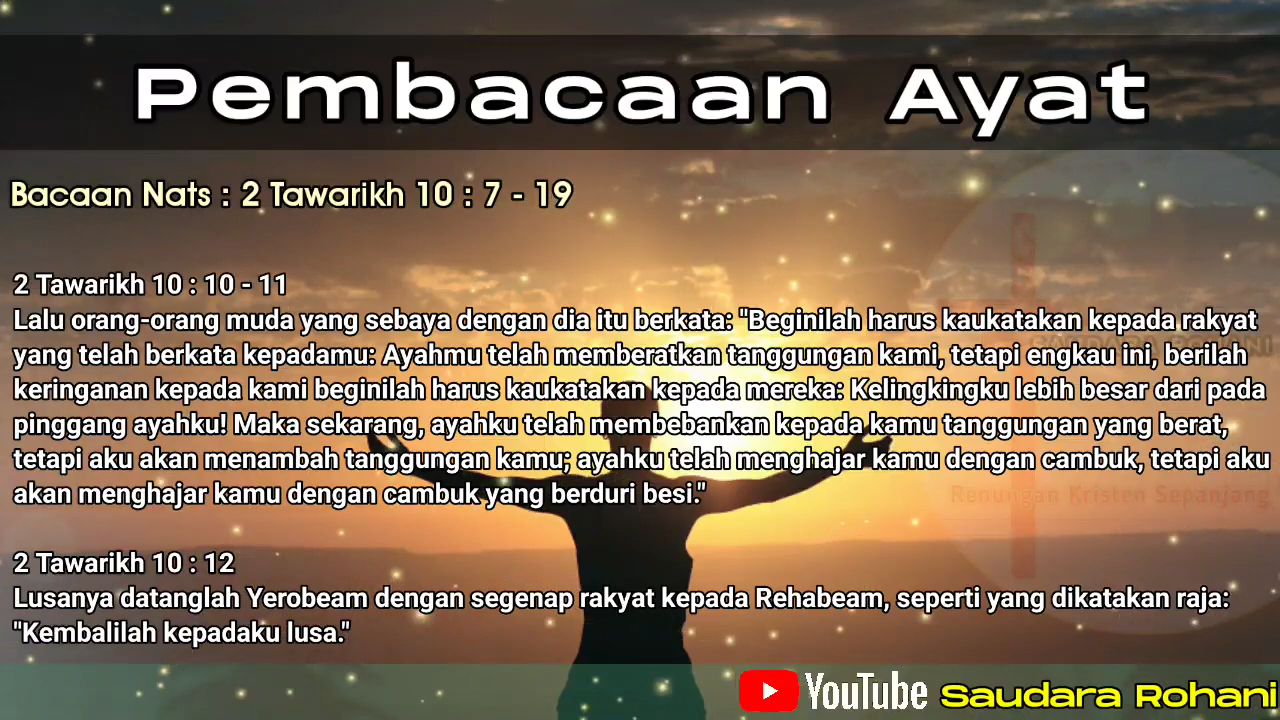 Pembacaan Ayat
Bacaan Nats : 2 Tawarikh 10 : 7 - 19
2 Tawarikh 10 : 10 - 11
Lalu orang-orang muda yang sebaya dengan dia itu berkata: "Beginilah harus kaukatakan kepada rakyat
yang telah berkata kepadamu: Ayahmu telah memberatkan tanggungan kami, tetapi engkau ini, berilah
keringanan kepada kami beginilah harus kaukatakan kepada mereka: Kelingkingku lebih besar dari pada
pinggang ayahku! Maka sekarang, ayahku telah membebankan kepada kamu tanggungan yang berat,
tetapi aku akan menambah tanggungan kamu; ayahku telah menghajar kamu dengan cambuk, tetapi aku
akan menghajar kamu dengan cambuk yang berduri besi."
Renungan Kristen Sepanjang
2 Tawarikh 10 : 12
Lusanya datanglah Yerobeam dengan segenap rakyat kepada Rehabeam, seperti yang dikatakan raja:
"Kembalilah kepadaku lusa."
YouTube Saudara Rohani